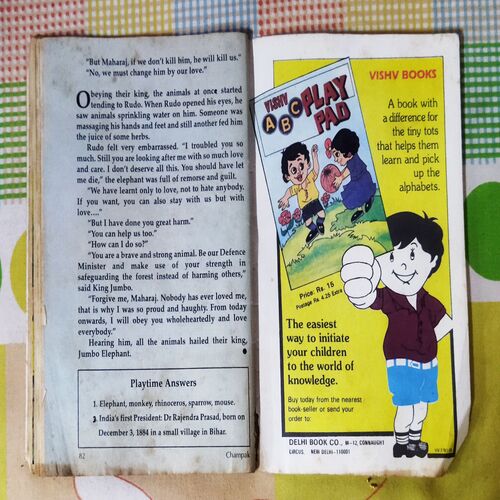 "But Maharaj, if we don't kill him, he will kill us."
"No, we must change him by our love."
Obeying their king, the animals at once started
tending to Rudo. When Rudo opened his eyes, he
saw animals sprinkling water on him. Someone was
massaging his hands and feet and still another fed him
the juice of some herbs.
Rudo felt very embarrassed. "I troubled you so
much. Still you are looking after me with so much love
and care. I don't deserve all this. You should have let
me die," the elephant was full of remorse and guilt.
"We have learnt only to love, not to hate anybody.
If you want, you can also stay with us but with
love...."
"But I have done you great harm."
"You can help us too."
"How can I do so?"
"You are a brave and strong animal. Be our Defence
Minister and make use of your strength in
safeguarding the forest instead of harming others,"
said King Jumbo.
"Forgive me, Maharaj. Nobody has ever loved me,
that is why I was so proud and haughty. From today
onwards, I will obey you wholeheartedly and love
everybody."
Hearing him, all the animals hailed their king,
Jumbo Elephant.
Playtime Answers
1. Elephant, monkey, rhinoceros, sparrow, mouse.
2. India's first President: Dr Rajendra Prasad, born on
December 3, 1884 in a small village in Bihar.
82
Champak
VISHV BOOKS
VISHV
ABC PLAY
PAD
A book with
a difference for
the tiny tots
that helps them
learn and pick
up the
alphabets.
Price: Rs. 16
Postage Rs. 4.25 Extra
The easiest
way to initiate
your children
to the world of
knowledge.
Buy today from the nearest
book-seller or send your
order to:
DELHI BOOK CO., M-12, CONNAUGHT
CIRCUS, NEW DELHI-110001